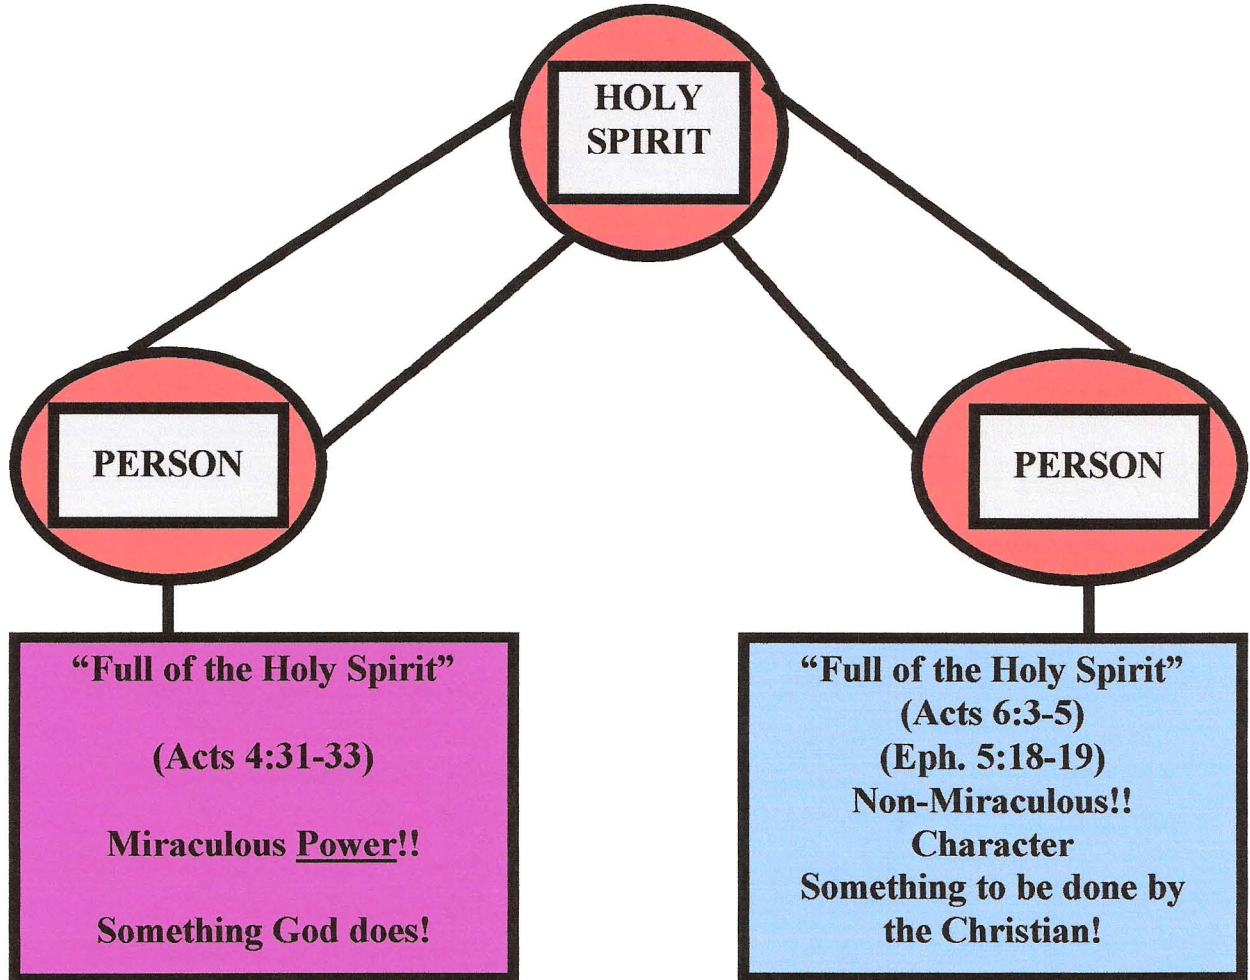 HOLY
SPIRIT
PERSON
PERSON
“Full of the Holy Spirit”
(Acts 4:31-33)
Miraculous Power!!
Something God does!
“Full of the Holy Spirit”
(Acts 6:3-5)
(Eph. 5:18-19)
Non-Miraculous!!
Character
Something to be done by
the Christian!